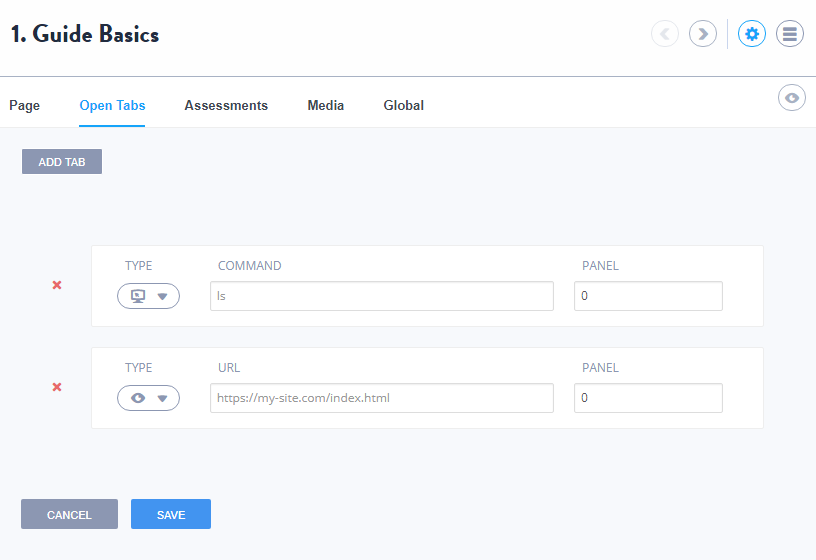 1. Guide Basics
Page Open Tabs Assessments Media Global
ADD TAB
TYPE COMMAND PANEL
ls 0
TYPE URL PANEL
https://my-site.com/index.html 0
CANCEL SAVE